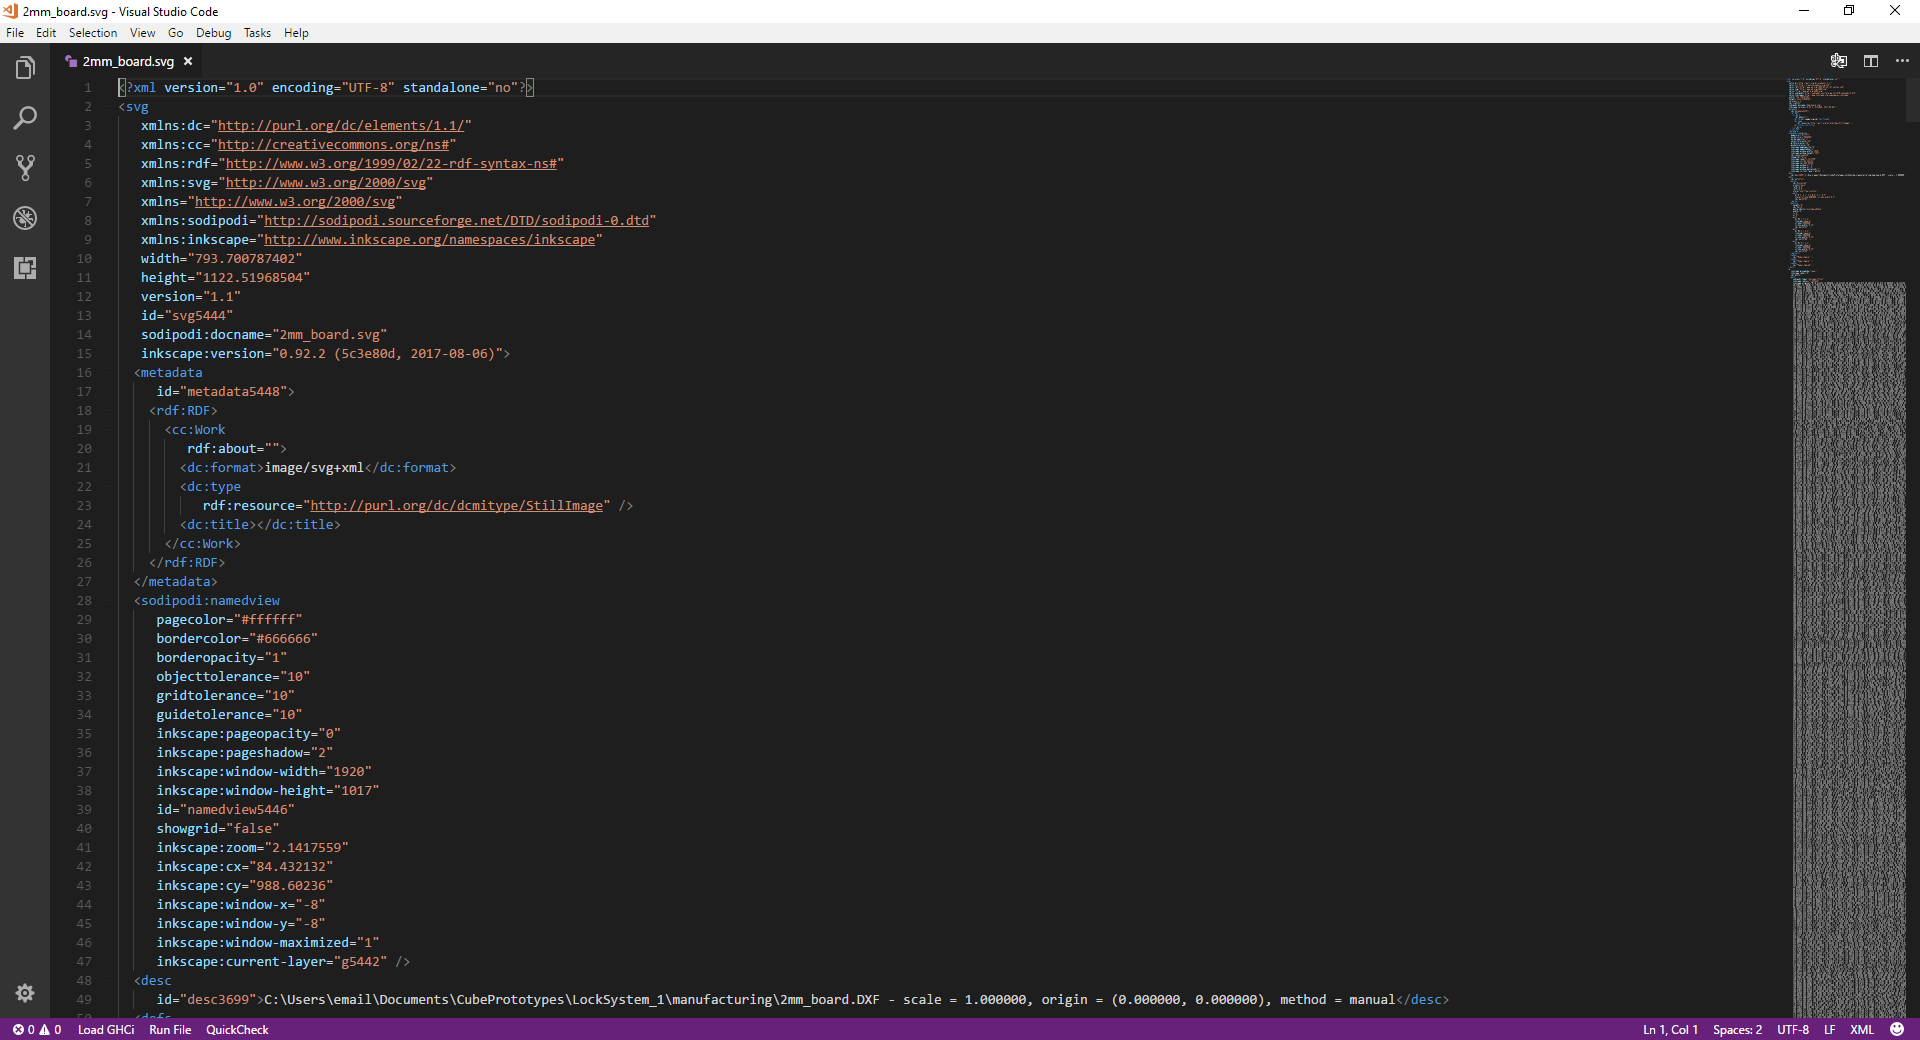 2mm_board.svg - Visual Studio Code
File Edit Selection View Go Debug Tasks Help
2mm_board.svg
1 <?xml version="1.0" encoding="UTF-8" standalone="no"?>
2 <svg
3 xmlns:dc="http://purl.org/dc/elements/1.1/"
4 xmlns:cc="http://creativecommons.org/ns#"
5 xmlns:rdf="http://www.w3.org/1999/02/22-rdf-syntax-ns#"
6 xmlns:svg="http://www.w3.org/2000/svg"
7 xmlns="http://www.w3.org/2000/svg"
8 xmlns:sodipodi="http://sodipodi.sourceforge.net/DTD/sodipodi-0.dtd"
9 xmlns:inkscape="http://www.inkscape.org/namespaces/inkscape"
10 width="793.700787402"
11 height="1122.51968504"
12 version="1.1"
13 id="svg5444"
14 sodipodi:docname="2mm_board.svg"
15 inkscape:version="0.92.2 (5c3e80d, 2017-08-06)">
16 <metadata
17 id="metadata5448">
18 <rdf:RDF>
19 <cc:Work
20 rdf:about="">
21 <dc:format>image/svg+xml</dc:format>
22 <dc:type
23 rdf:resource="http://purl.org/dc/dcmitype/StillImage" />
24 <dc:title></dc:title>
25 </cc:Work>
26 </rdf:RDF>
27 </metadata>
28 <sodipodi:namedview
29 pagecolor="#ffffff"
30 bordercolor="#666666"
31 borderopacity="1"
32 objecttolerance="10"
33 gridtolerance="10"
34 guidetolerance="10"
35 inkscape:pageopacity="0"
36 inkscape:pageshadow="2"
37 inkscape:window-width="1920"
38 inkscape:window-height="1017"
39 id="namedview5446"
40 showgrid="false"
41 inkscape:zoom="2.1417559"
42 inkscape:cx="84.432132"
43 inkscape:cy="988.60236"
44 inkscape:window-x="-8"
45 inkscape:window-y="-8"
46 inkscape:window-maximized="1"
47 inkscape:current-layer="g5442" />
48 <desc
49 id="desc3699">C:\Users\email\Documents\CubePrototypes\LockSystem_1\manufacturing\2mm_board.DXF - scale = 1.000000, origin = (0.000000, 0.000000), method = manual</desc>
50 <defs
0 0 Load GHCi Run File QuickCheck Ln 1, Col 1 Spaces: 2 UTF-8 LF XML